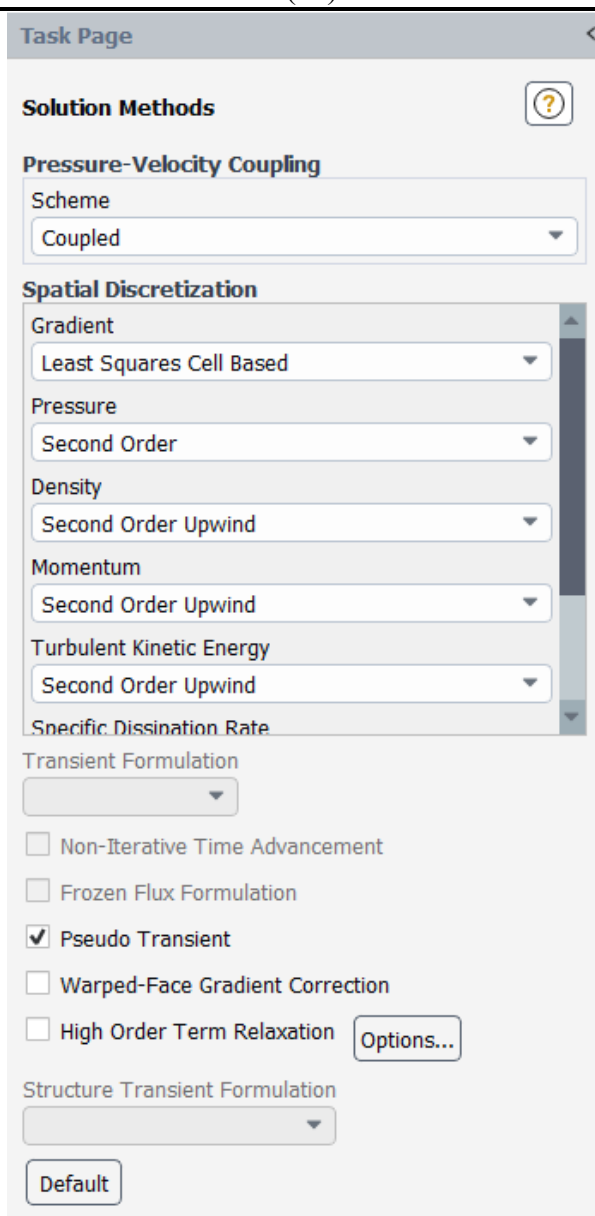 Task Page
Solution Methods
Pressure-Velocity Coupling
Scheme
Coupled
Spatial Discretization
Gradient
Least Squares Cell Based
Pressure
Second Order
Density
Second Order Upwind
Momentum
Second Order Upwind
Turbulent Kinetic Energy
Second Order Upwind
Specific Dissipation Rate
Transient Formulation
Non-Iterative Time Advancement
Frozen Flux Formulation
Pseudo Transient
Warped-Face Gradient Correction
High Order Term Relaxation Options...
Structure Transient Formulation
Default